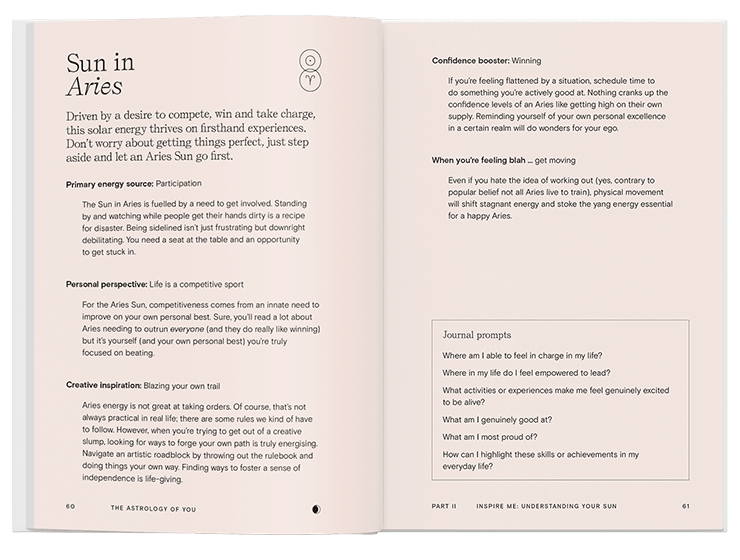 Sun in
Aries
Driven by a desire to compete, win and take charge,
this solar energy thrives on firsthand experiences.
Don't worry about getting things perfect, just step
aside and let an Aries Sun go first.
Primary energy source: Participation
The Sun in Aries is fuelled by a need to get involved. Standing
by and watching while people get their hands dirty is a recipe
for disaster. Being sidelined isn't just frustrating but downright
debilitating. You need a seat at the table and an opportunity
to get stuck in.
Personal perspective: Life is a competitive sport
For the Aries Sun, competitiveness comes from an innate need to
improve on your own personal best. Sure, you'll read a lot about
Aries needing to outrun everyone (and they do really like winning)
but it's yourself (and your own personal best) you're truly
focused on beating.
Creative inspiration: Blazing your own trail
Aries energy is not great at taking orders. Of course, that's not
always practical in real life; there are some rules we kind of have
to follow. However, when you're trying to get out of a creative
slump, looking for ways to forge your own path is truly energising.
Navigate an artistic roadblock by throwing out the rulebook and
doing things your own way. Finding ways to foster a sense of
independence is life-giving.
60 THE ASTROLOGY OF YOU
Confidence booster: Winning
If you're feeling flattened by a situation, schedule time to
do something you're actively good at. Nothing cranks up the
confidence levels of an Aries like getting high on their own
supply. Reminding yourself of your own personal excellence
in a certain realm will do wonders for your ego.
When you're feeling blah ... get moving
Even if you hate the idea of working out (yes, contrary to
popular belief not all Aries live to train), physical movement
will shift stagnant energy and stoke the yang energy essential
for a happy Aries.
Journal prompts
Where am I able to feel in charge in my life?
Where in my life do I feel empowered to lead?
What activities or experiences make me feel genuinely excited
to be alive?
What am I genuinely good at?
What am I most proud of?
How can I highlight these skills or achievements in my
everyday life?
PART II INSPIRE ME: UNDERSTANDING YOUR SUN 61